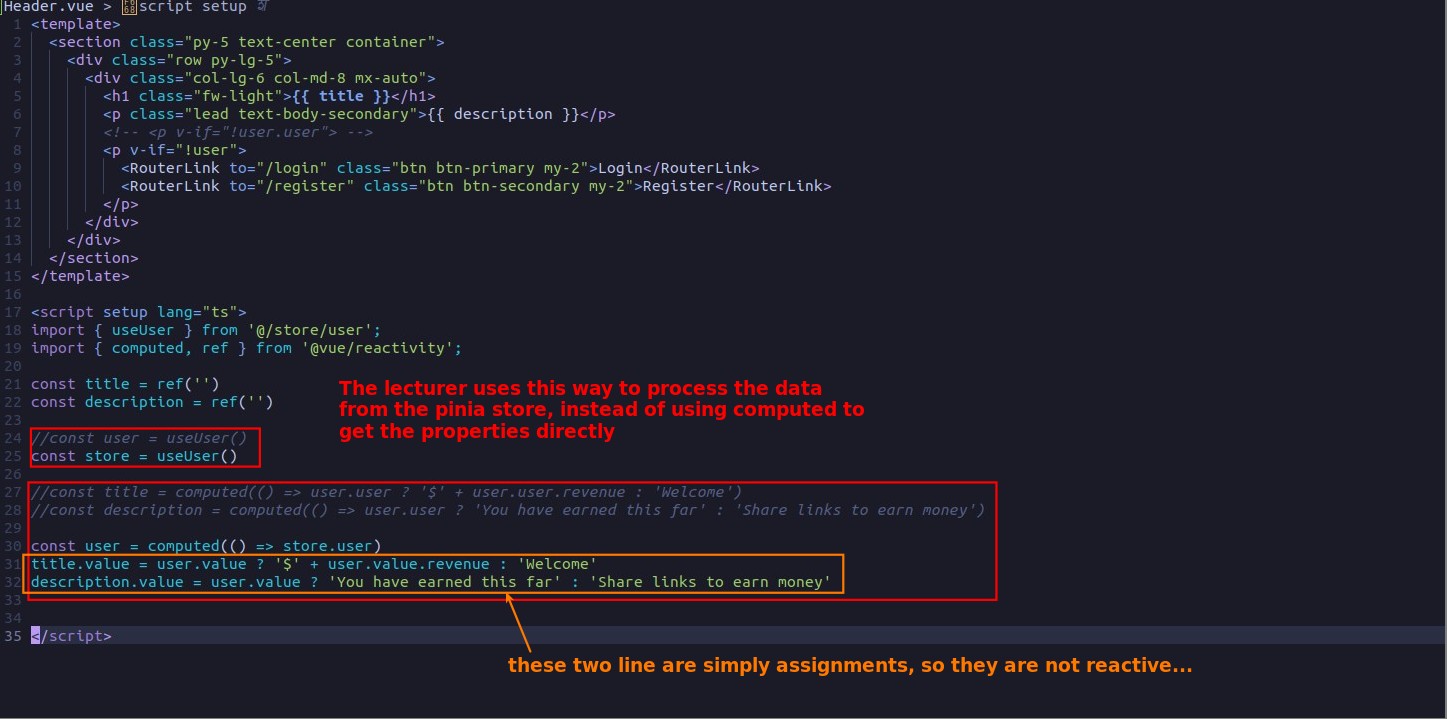 Header.vue > script setup
1 <template>
2 <section class="py-5 text-center container">
3 <div class="row py-lg-5">
4 <div class="col-lg-6 col-md-8 mx-auto">
5 <h1 class="fw-light">{{ title }}</h1>
6 <p class="lead text-body-secondary">{{ description }}</p>
7 <!-- <p v-if="!user.user"> -->
8 <p v-if="!user">
9 <RouterLink to="/login" class="btn btn-primary my-2">Login</RouterLink>
10 <RouterLink to="/register" class="btn btn-secondary my-2">Register</RouterLink>
11 </p>
12 </div>
13 </div>
14 </section>
15 </template>
16
17 <script setup lang="ts">
18 import { useUser } from '@/store/user';
19 import { computed, ref } from '@vue/reactivity';
20
21 const title = ref('')
22 const description = ref('')
The lecturer uses this way to process the data
from the pinia store, instead of using computed to
get the properties directly
23
24 //const user = useUser()
25 const store = useUser()
26
27 //const title = computed(() => user.user ? '$' + user.user.revenue : 'Welcome')
28 //const description = computed(() => user.user ? 'You have earned this far' : 'Share links to earn money')
29
30 const user = computed(() => store.user)
31 title.value = user.value ? '$' + user.value.revenue : 'Welcome'
32 description.value = user.value ? 'You have earned this far' : 'Share links to earn money'
33
34
35 </script>
these two line are simply assignments, so they are not reactive...